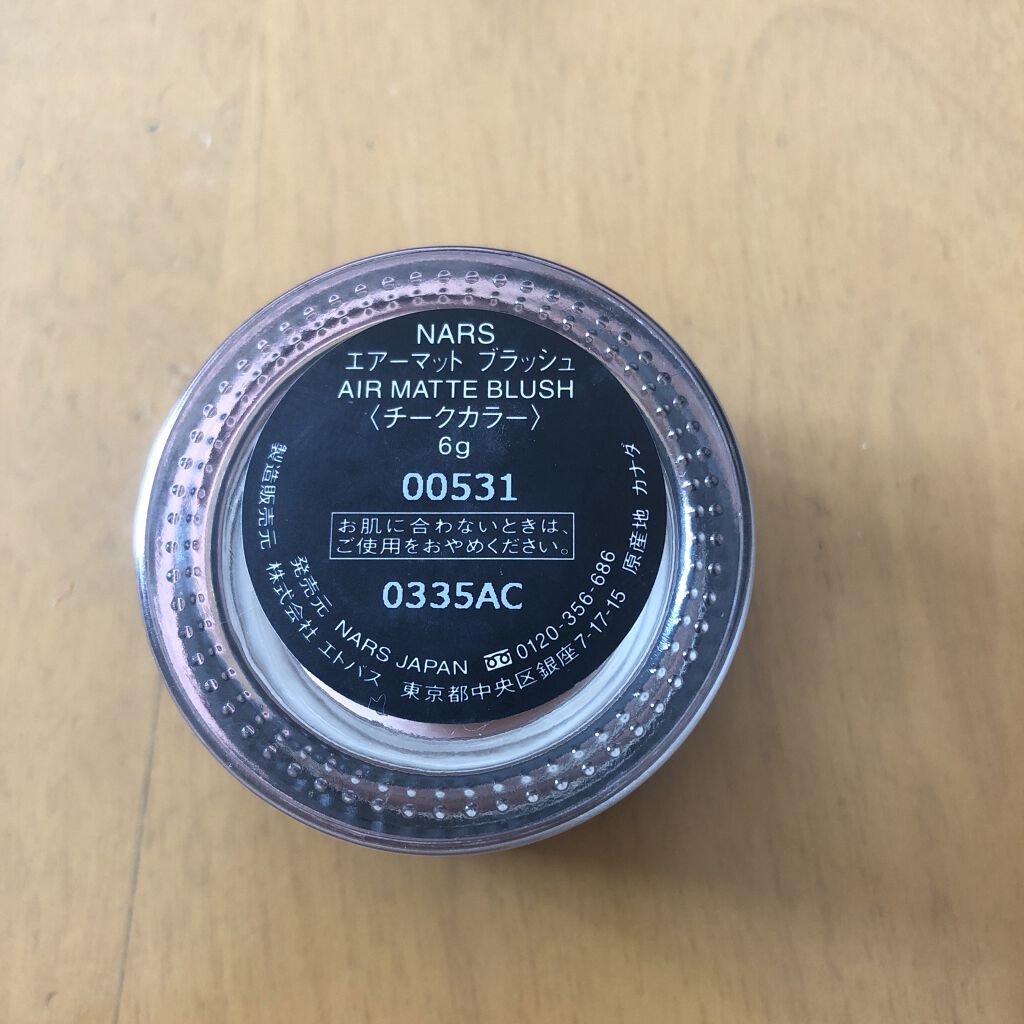 NARS
エアーマット ブラッシュ
AIR MATTE BLUSH
〈チークカラー〉
6g
00531
お肌に合わないときは、
ご使用をおやめください。
0335AC
発売元 NARS JAPAN 0120-356-686
製造販売元 株式会社 エトバス 東京都中央区銀座7-17-15 原産地 カナダ